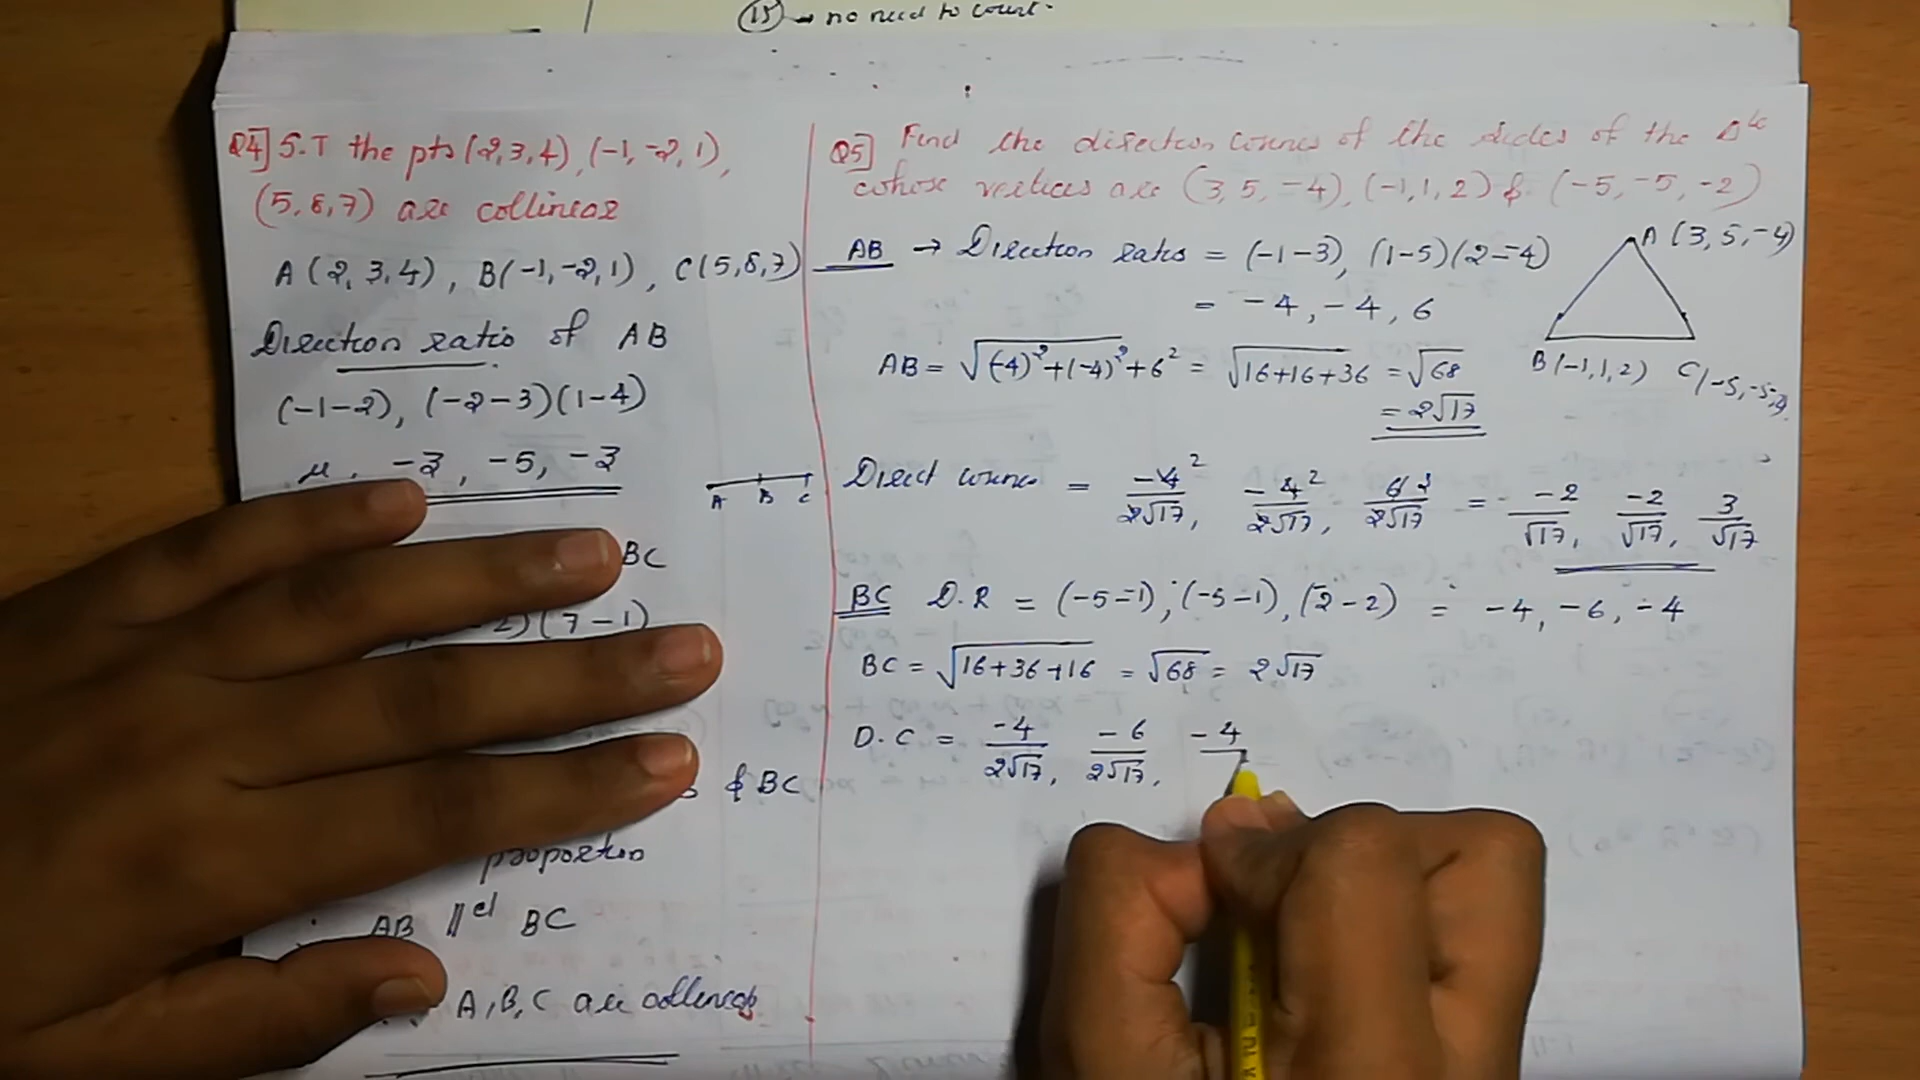 (15) → no need to count.
Q4] S.T the pts (2,3,4), (-1,-2,1),
(5,8,7) are collinear
A(2,3,4), B(-1,-2,1), C(5,8,7)
Direction ratio of AB
(-1-2), (-2-3)(1-4)
-3, -5, -3
A B C
BC
2)(7-1)
& BC
proportion
AB ||el BC
A, B, C are collinear
Q5] Find the direction cosines of the sides of the Δle
whose vertices are (3,5,-4), (-1,1,2) & (-5,-5,-2)
AB → Direction ratios = (-1-3), (1-5)(2--4)
= -4, -4, 6
A (3,5,-4)
B(-1,1,2) C(-5,-5,-2)
AB = √(-4)²+(-4)²+6² = √16+16+36 = √68
= 2√17
Direct cosines = -4/2√17, -4/2√17, 6/2√17 = -2/√17, -2/√17, 3/√17
BC D.R = (-5--1), (-5-1), (-2-2) = -4, -6, -4
BC = √16+36+16 = √68 = 2√17
D.C = -4/2√17, -6/2√17, -4